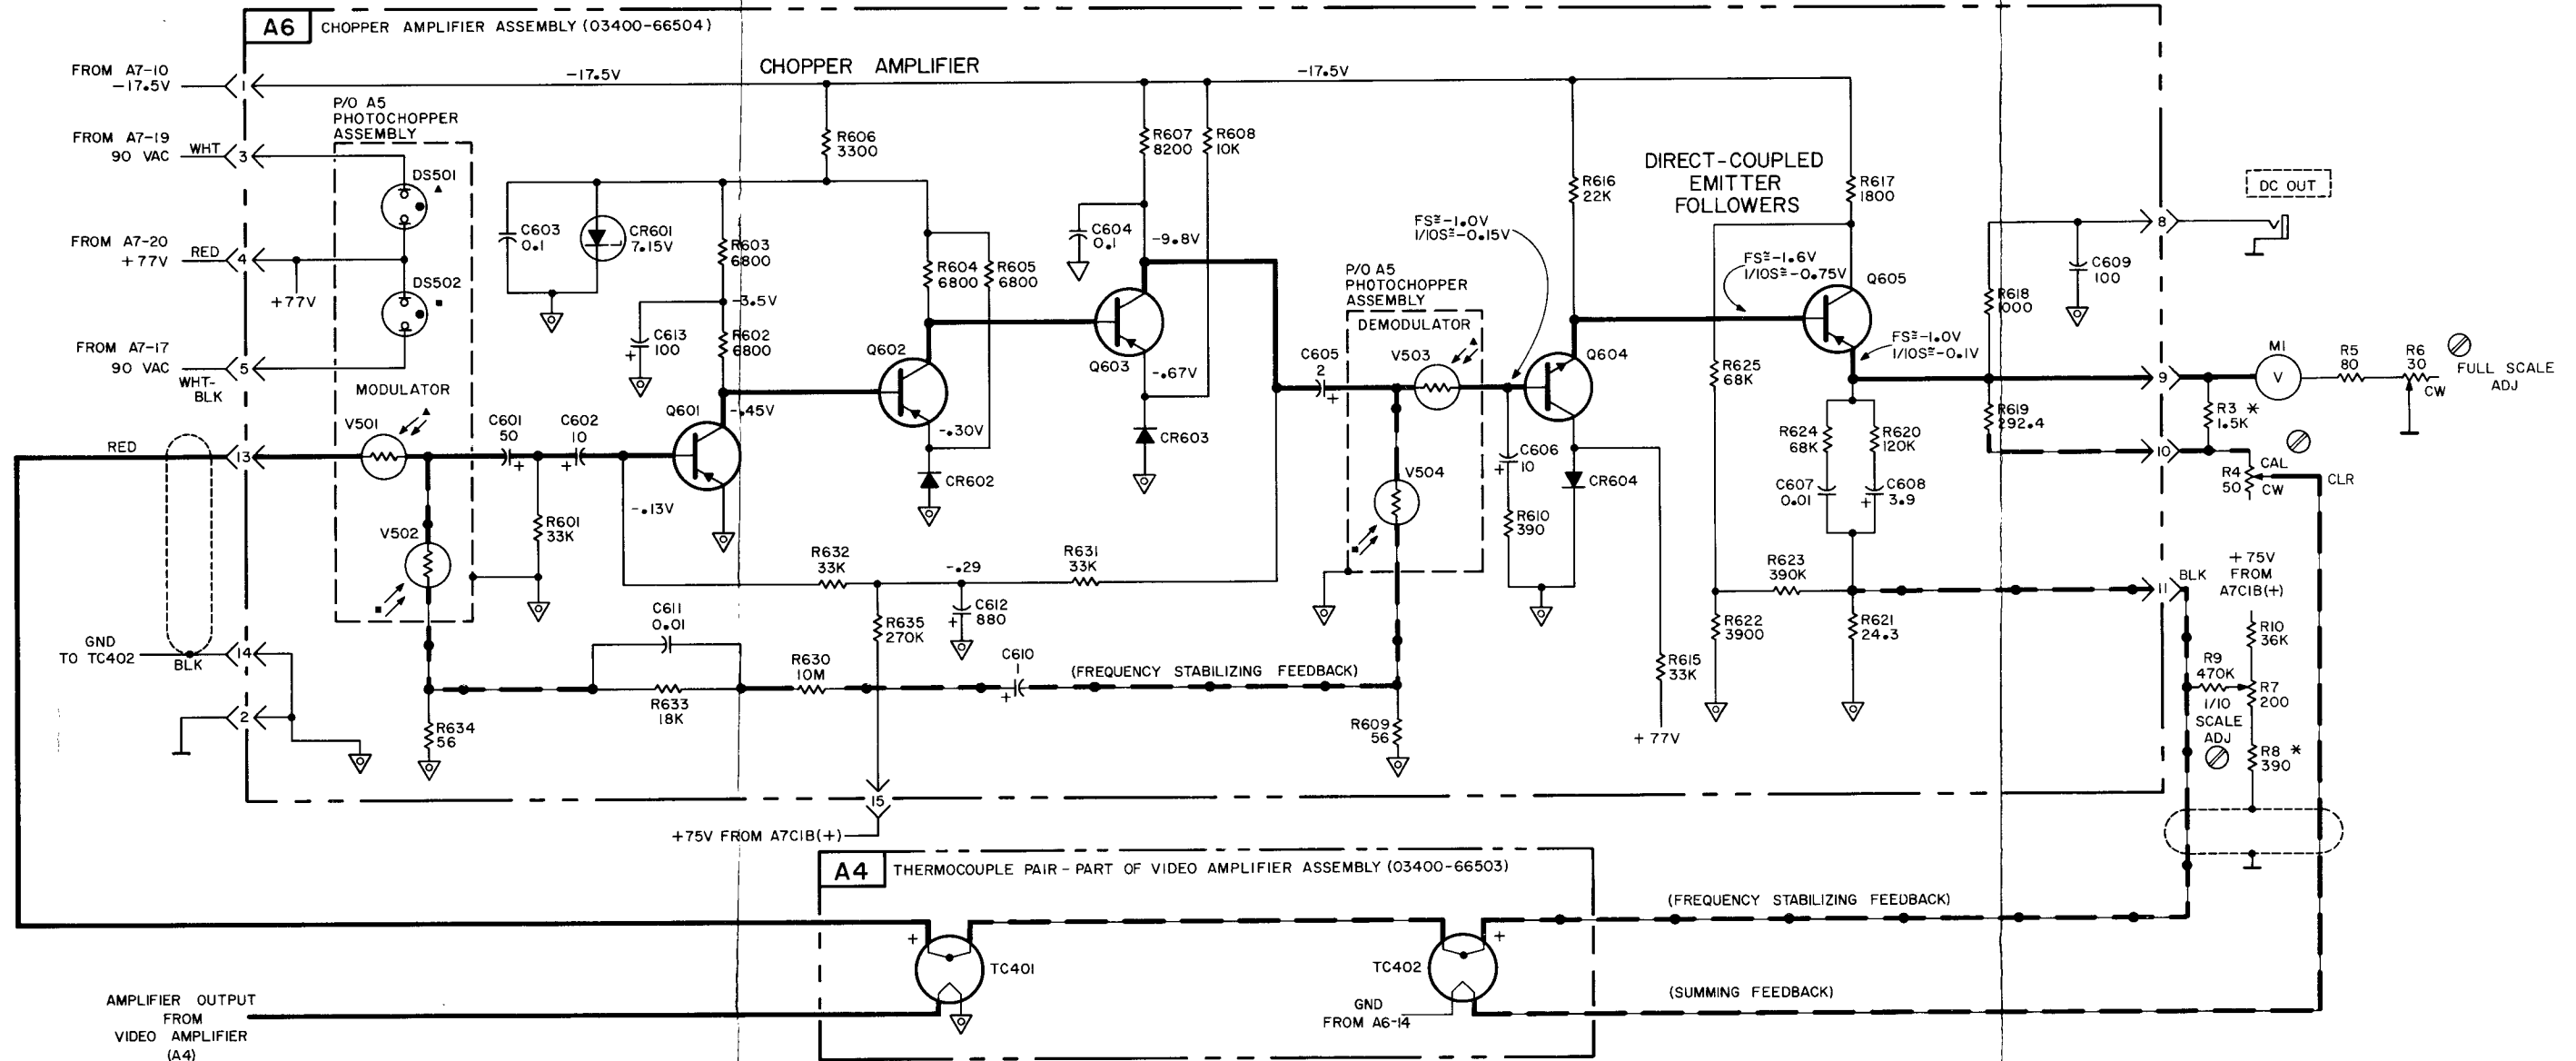 A6 CHOPPER AMPLIFIER ASSEMBLY (03400-66504)
CHOPPER AMPLIFIER
FROM A7-10
-17.5V
1
-17.5V
-17.5V
P/O A5
PHOTOCHOPPER
ASSEMBLY
FROM A7-19
90 VAC
WHT
3
DS501
FROM A7-20
+77V
RED
4
+77V
DS502
FROM A7-17
90 VAC
WHT-
BLK
5
MODULATOR
RED
13
V501
V502
GND
TO TC402
BLK
14
2
C601
50
+
C602
10
+
R601
33K
-.13V
C603
0.1
CR601
7.15V
R606
3300
R603
6800
-3.5V
C613
100
+
R602
6800
Q601
-.45V
R604
6800
R605
6800
Q602
-.30V
CR602
R607
8200
R608
10K
C604
0.1
-9.8V
Q603
-.67V
CR603
R632
33K
-.29
R631
33K
R635
270K
C612
880
+
C611
0.01
R633
18K
R630
10M
C610
1
+
(FREQUENCY STABILIZING FEEDBACK)
R634
56
R609
56
15
+75V FROM A7C1B(+)
C605
2
+
P/O A5
PHOTOCHOPPER
ASSEMBLY
DEMODULATOR
V503
V504
FS≅-1.0V
1/10S≅-0.15V
R616
22K
Q604
C606
10
+
R610
390
CR604
R615
33K
+77V
DIRECT-COUPLED
EMITTER
FOLLOWERS
FS≅-1.6V
1/10S≅-0.75V
R617
1800
Q605
FS≅-1.0V
1/10S≅-0.1V
R625
68K
R624
68K
R620
120K
C607
0.01
C608
3.9
+
R623
390K
R622
3900
R621
24.3
R618
1000
R619
292.4
C609
100
8
DC OUT
9
M1
V
R5
80
R6
30
CW
FULL SCALE
ADJ
R3 *
1.5K
10
R4
50
CAL
CW
CLR
11
BLK
+75V
FROM
A7C1B(+)
R10
36K
R9
470K
1/10
SCALE
ADJ
R7
200
R8 *
390
A4 THERMOCOUPLE PAIR - PART OF VIDEO AMPLIFIER ASSEMBLY (03400-66503)
(FREQUENCY STABILIZING FEEDBACK)
+
TC401
TC402
+
GND
FROM A6-14
(SUMMING FEEDBACK)
AMPLIFIER OUTPUT
FROM
VIDEO AMPLIFIER
(A4)